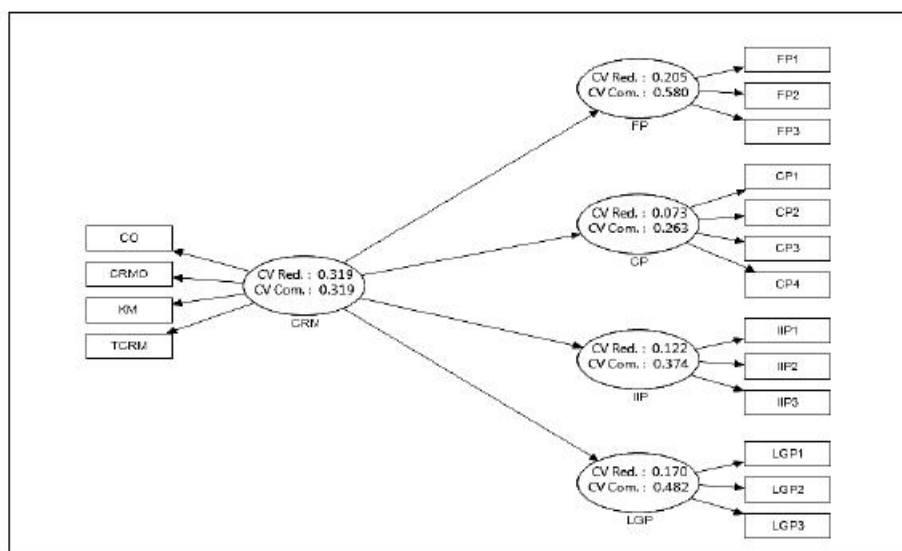 CO
CRMO
KM
TCRM
CV Red. : 0.319
CV Com. : 0.319
CRM
CV Red. : 0.205
CV Com. : 0.580
FP
FP1
FP2
FP3
CV Red. : 0.073
CV Com. : 0.263
CP
CP1
CP2
CP3
CP4
CV Red. : 0.122
CV Com. : 0.374
IIP
IIP1
IIP2
IIP3
CV Red. : 0.170
CV Com. : 0.482
LGP
LGP1
LGP2
LGP3